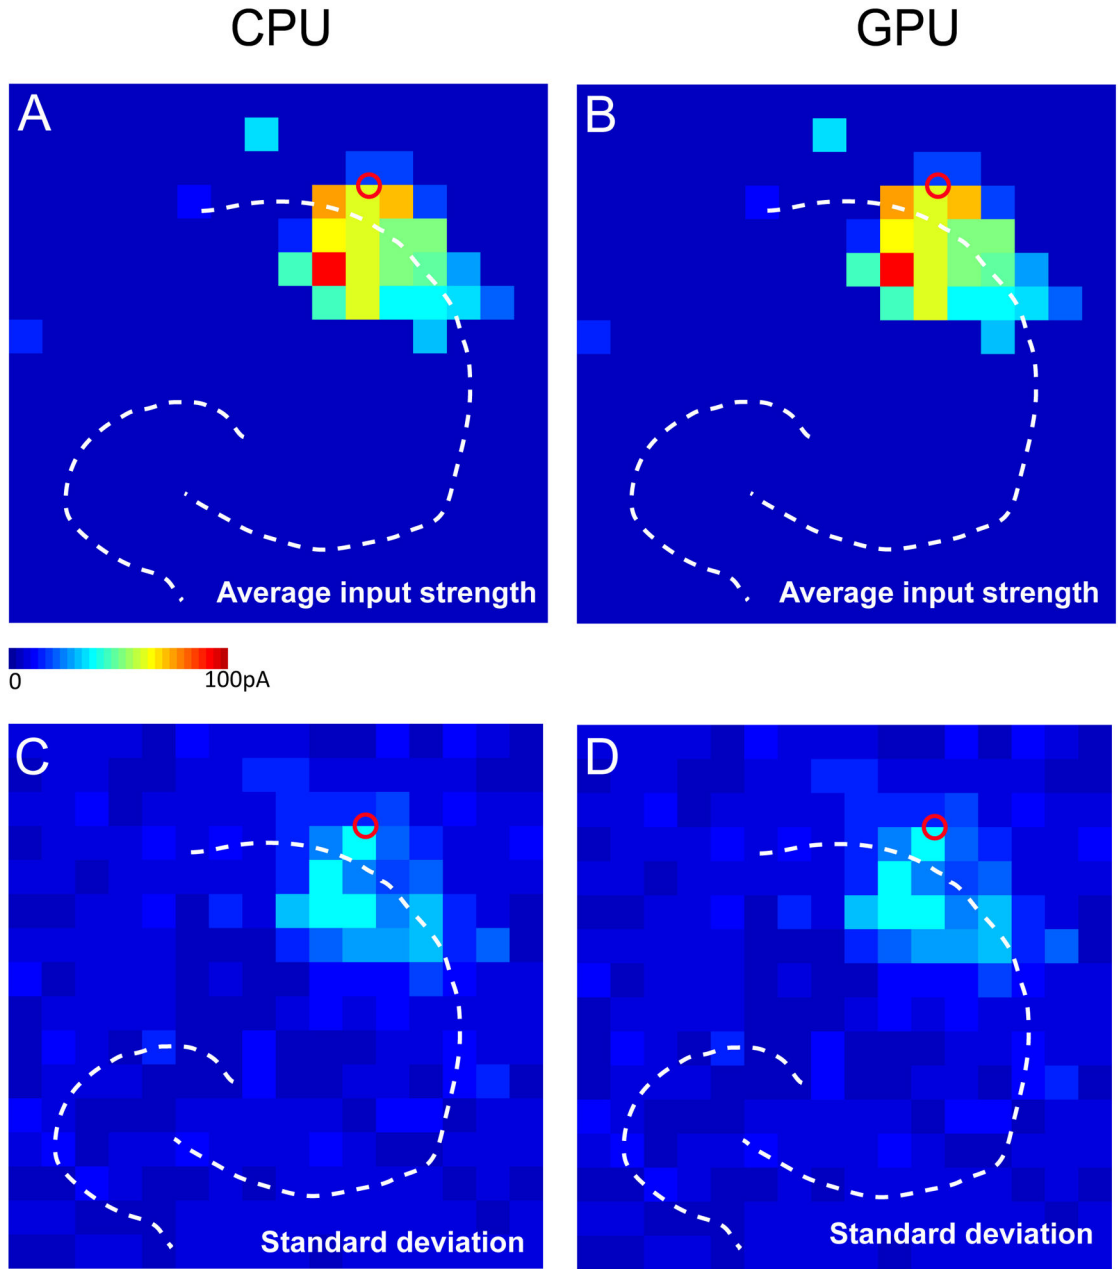 CPU GPU
A B
Average input strength Average input strength
0 100pA
C D
Standard deviation Standard deviation